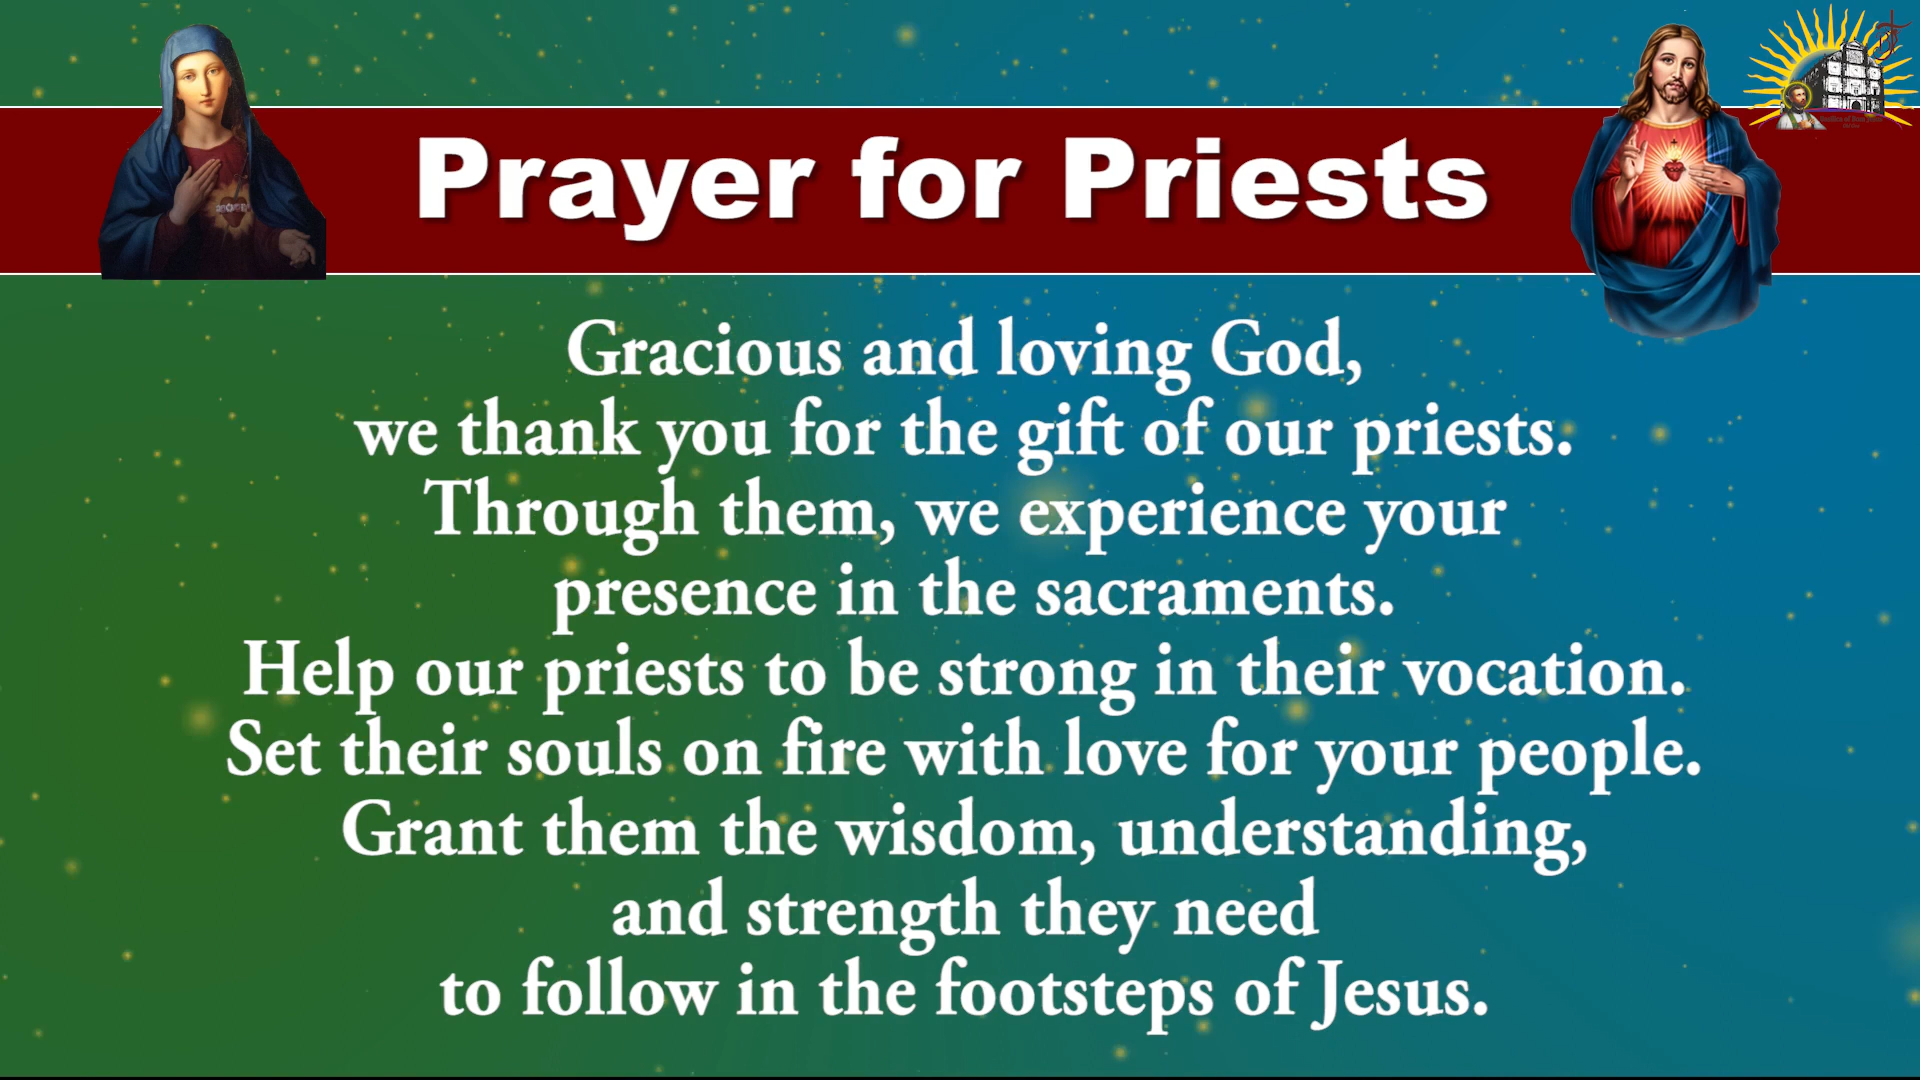 Prayer for Priests
Gracious and loving God,
we thank you for the gift of our priests.
Through them, we experience your
presence in the sacraments.
Help our priests to be strong in their vocation.
Set their souls on fire with love for your people.
Grant them the wisdom, understanding,
and strength they need
to follow in the footsteps of Jesus.